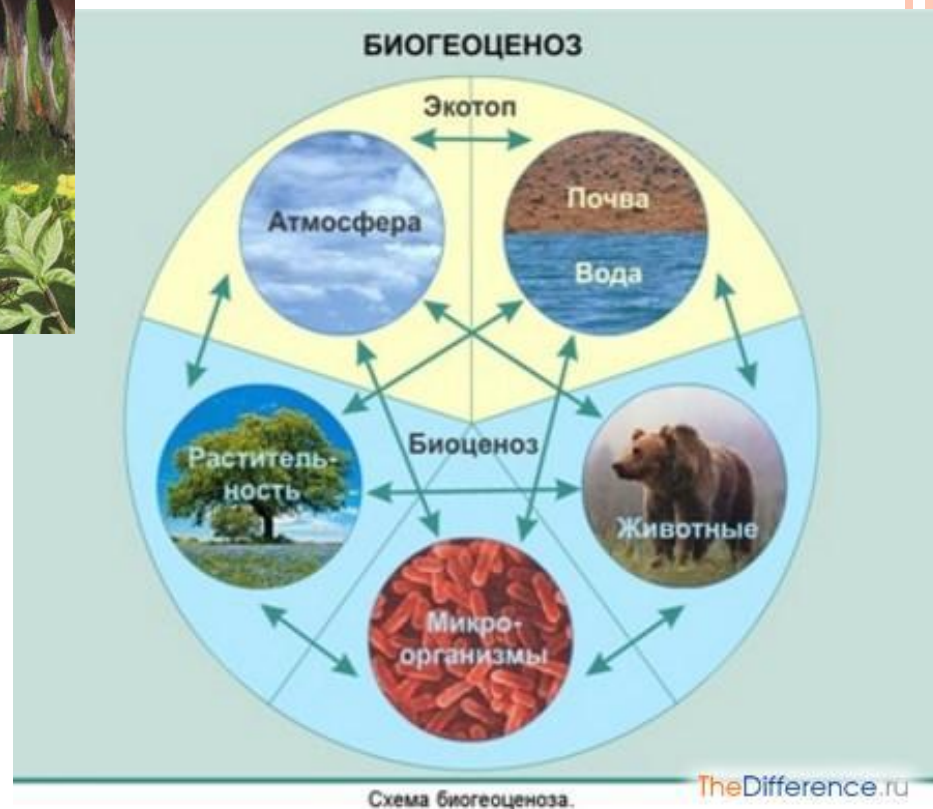 БИОГЕОЦЕНОЗ
Экотоп
Атмосфера
Почва
Вода
Биоценоз
Раститель-
ность
Животные
Микро-
организмы
Схема биогеоценоза.
TheDifference.ru